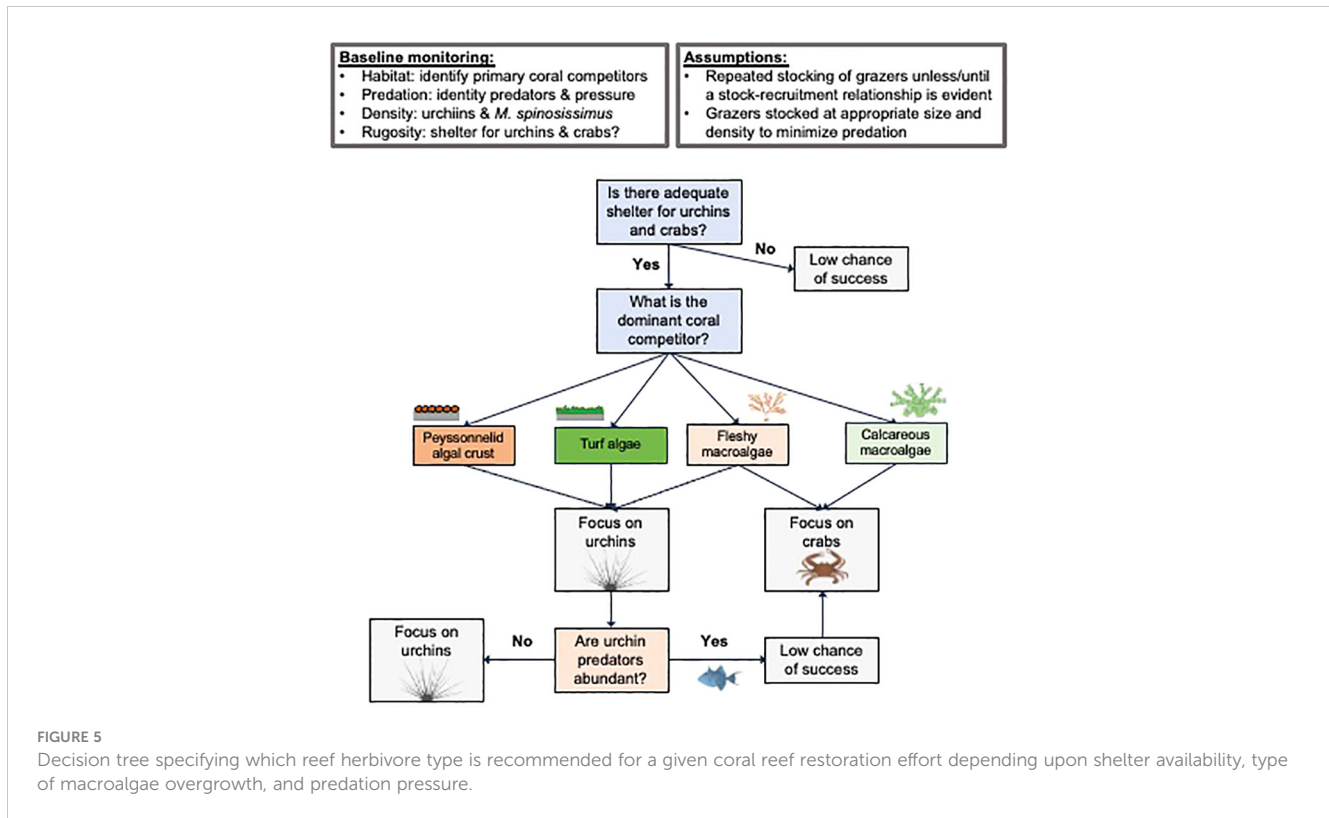 Baseline monitoring:
• Habitat: identify primary coral competitors
• Predation: identity predators & pressure
• Density: urchiins & M. spinosissimus
• Rugosity: shelter for urchins & crabs?
Assumptions:
• Repeated stocking of grazers unless/until
a stock-recruitment relationship is evident
• Grazers stocked at appropriate size and
density to minimize predation
Is there adequate
shelter for urchins
and crabs?
No
Yes
Low chance
of success
What is the
dominant coral
competitor?
Peyssonnelid
algal crust
Turf algae
Fleshy
macroalgae
Calcareous
macroalgae
Focus on
urchins
Focus on
crabs
Focus on
urchins
No
Are urchin
predators
abundant?
Yes
Low chance
of success
FIGURE 5
Decision tree specifying which reef herbivore type is recommended for a given coral reef restoration effort depending upon shelter availability, type
of macroalgae overgrowth, and predation pressure.